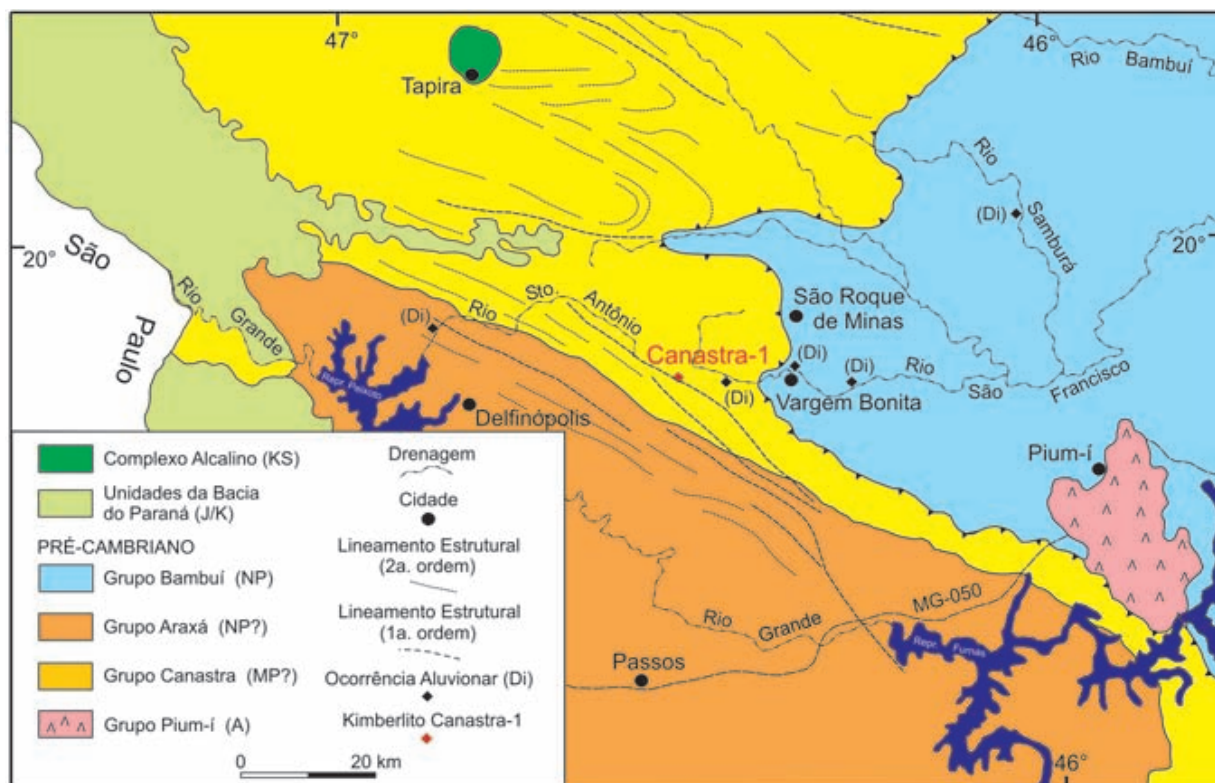 47°
46°
Rio Bambuí
Tapira
Rio Samburá
(Di)
20°
20°
São Paulo
Rio Grande
Rio Sto. Antônio
(Di)
São Roque
de Minas
Canastra-1
(Di)
(Di)
(Di)
Rio São Francisco
Vargem Bonita
Repr. Peixoto
Delfinópolis
Pium-í
MG-050
Rio Grande
Repr. Furnas
Passos
46°
Complexo Alcalino (KS)
Unidades da Bacia
do Paraná (J/K)
PRÉ-CAMBRIANO
Grupo Bambuí (NP)
Grupo Araxá (NP?)
Grupo Canastra (MP?)
Grupo Pium-í (A)
Drenagem
Cidade
Lineamento Estrutural
(2a. ordem)
Lineamento Estrutural
(1a. ordem)
Ocorrência Aluvionar (Di)
Kimberlito Canastra-1
0 20 km